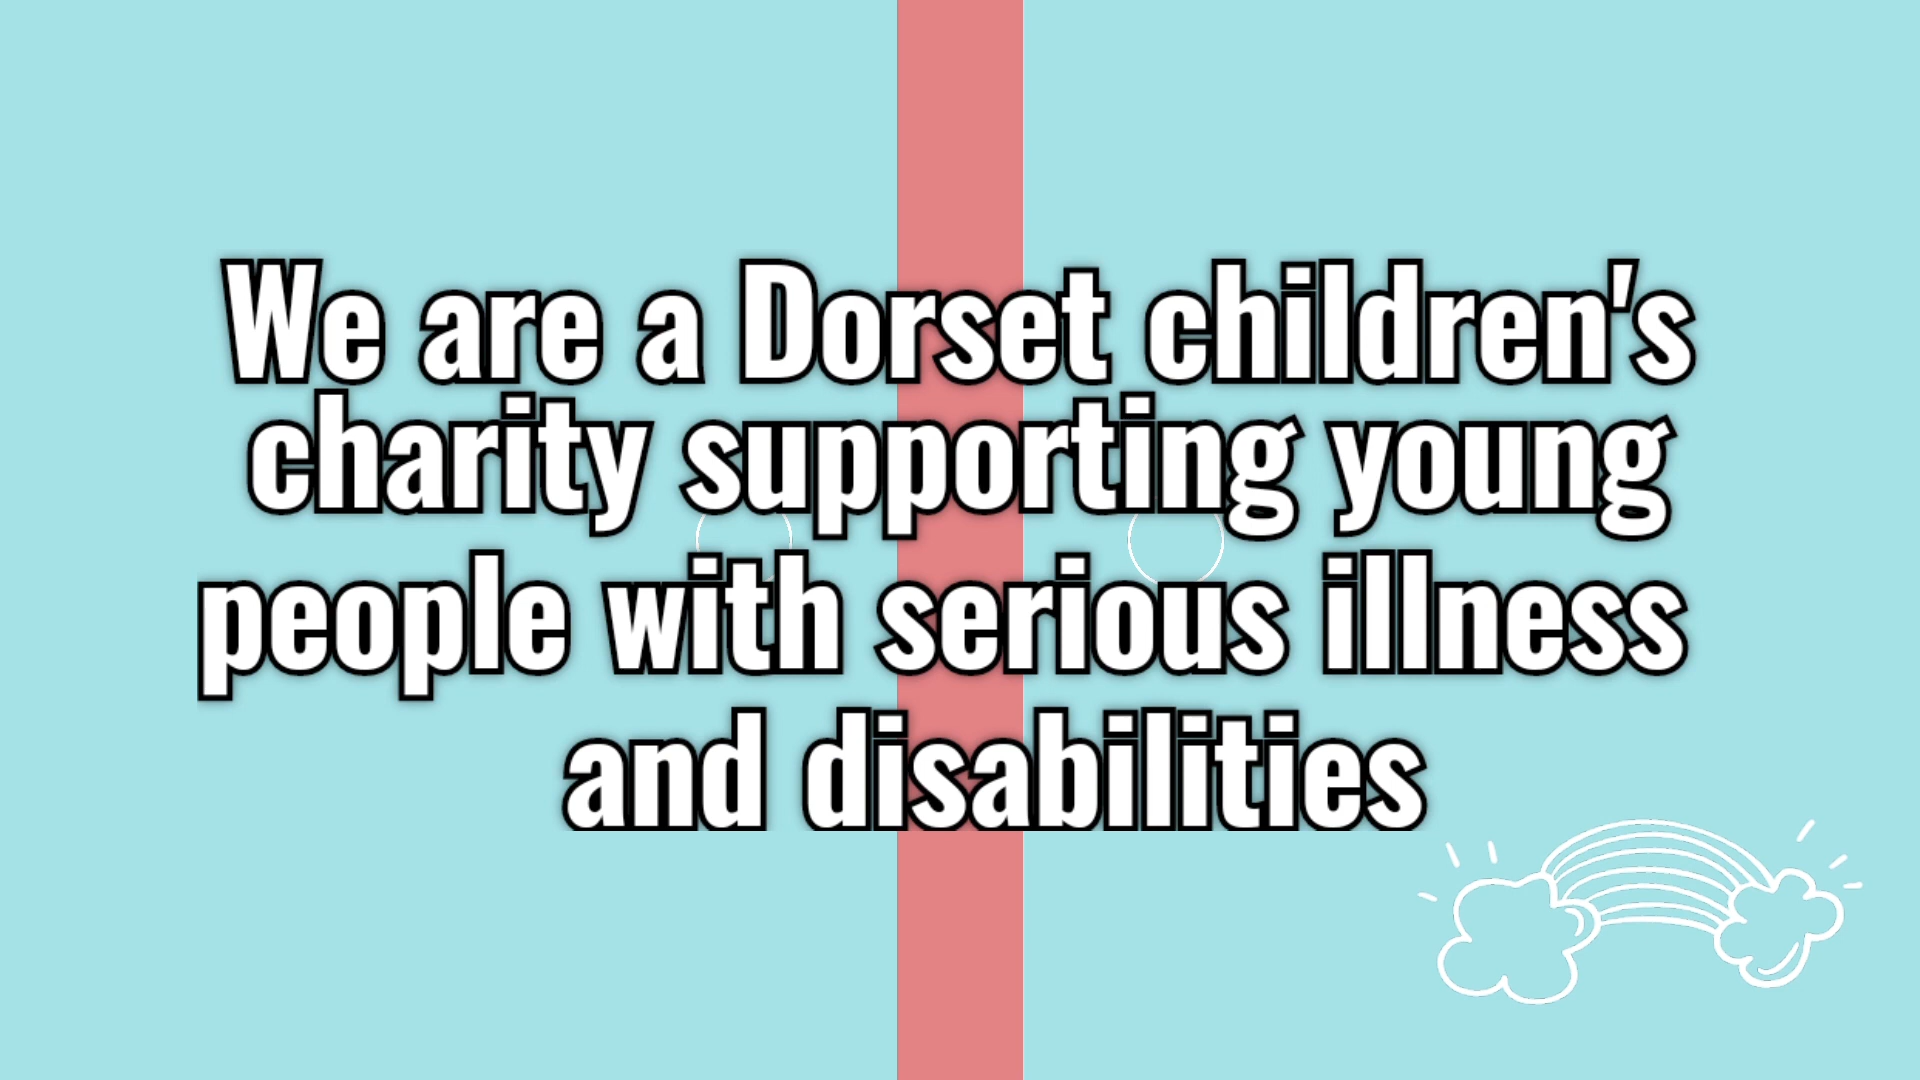 We are a Dorset children's
charity supporting young
people with serious illness
and disabilities